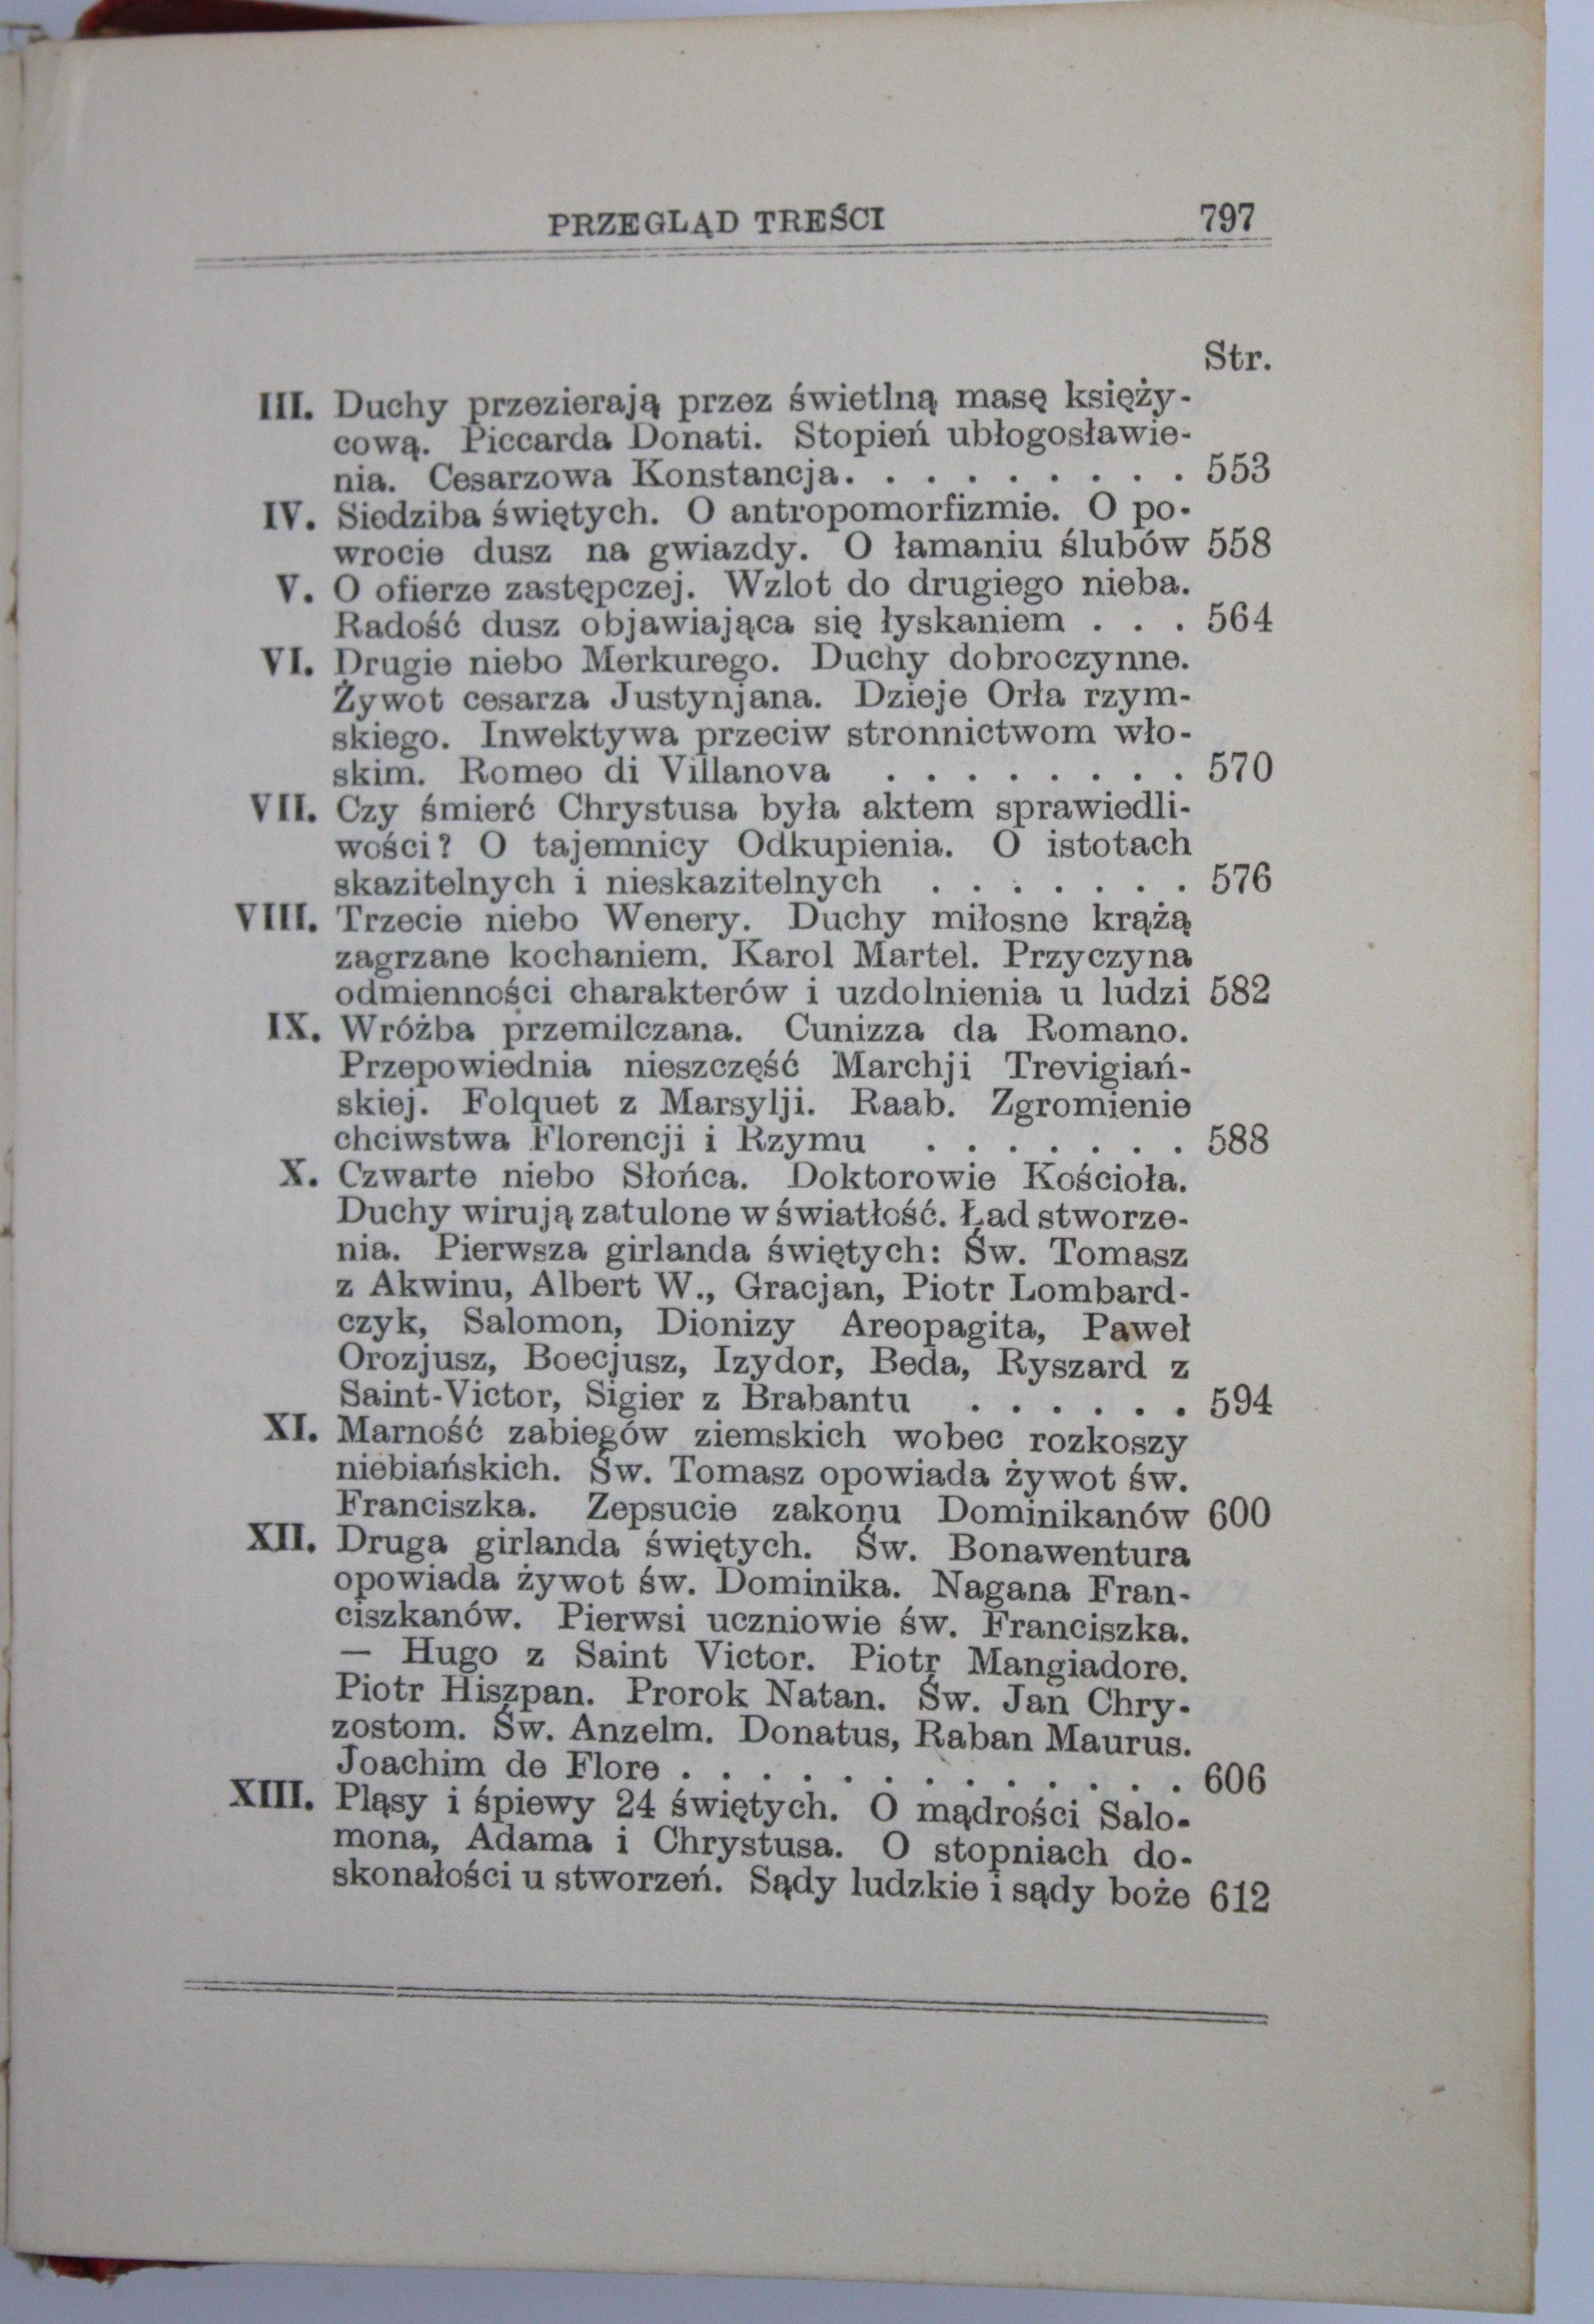 PRZEGLĄD TREŚCI 797
Str.
III. Duchy przezierają przez świetlną masę księży-
cową. Piccarda Donati. Stopień ubłogosławie-
nia. Cesarzowa Konstancja. . . . . . . . . 553
IV. Siedziba świętych. O antropomorfizmie. O po-
wrocie dusz na gwiazdy. O łamaniu ślubów 558
V. O ofierze zastępczej. Wzlot do drugiego nieba.
Radość dusz objawiająca się łyskaniem . . . 564
VI. Drugie niebo Merkurego. Duchy dobroczynne.
Żywot cesarza Justynjana. Dzieje Orła rzym-
skiego. Inwektywa przeciw stronnictwom wło-
skim. Romeo di Villanova . . . . . . . . 570
VII. Czy śmierć Chrystusa była aktem sprawiedli-
wości? O tajemnicy Odkupienia. O istotach
skazitelnych i nieskazitelnych . . . . . . . 576
VIII. Trzecie niebo Wenery. Duchy miłosne krążą
zagrzane kochaniem. Karol Martel. Przyczyna
odmienności charakterów i uzdolnienia u ludzi 582
IX. Wróżba przemilczana. Cunizza da Romano.
Przepowiednia nieszczęść Marchji Trevigiań-
skiej. Folquet z Marsylji. Raab. Zgromienie
chciwstwa Florencji i Rzymu . . . . . . . 588
X. Czwarte niebo Słońca. Doktorowie Kościoła.
Duchy wirują zatulone w światłość. Ład stworze-
nia. Pierwsza girlanda świętych: Św. Tomasz
z Akwinu, Albert W., Gracjan, Piotr Lombard-
czyk, Salomon, Dionizy Areopagita, Paweł
Orozjusz, Boecjusz, Izydor, Beda, Ryszard z
Saint-Victor, Sigier z Brabantu . . . . . . 594
XI. Marność zabiegów ziemskich wobec rozkoszy
niebiańskich. Św. Tomasz opowiada żywot św.
Franciszka. Zepsucie zakonu Dominikanów 600
XII. Druga girlanda świętych. Św. Bonawentura
opowiada żywot św. Dominika. Nagana Fran-
ciszkanów. Pierwsi uczniowie św. Franciszka.
— Hugo z Saint Victor. Piotr Mangiadore.
Piotr Hiszpan. Prorok Natan. Św. Jan Chry-
zostom. Św. Anzelm. Donatus, Raban Maurus.
Joachim de Flore . . . . . . . . . . . . . 606
XIII. Pląsy i śpiewy 24 świętych. O mądrości Salo-
mona, Adama i Chrystusa. O stopniach do-
skonałości u stworzeń. Sądy ludzkie i sądy boże 612